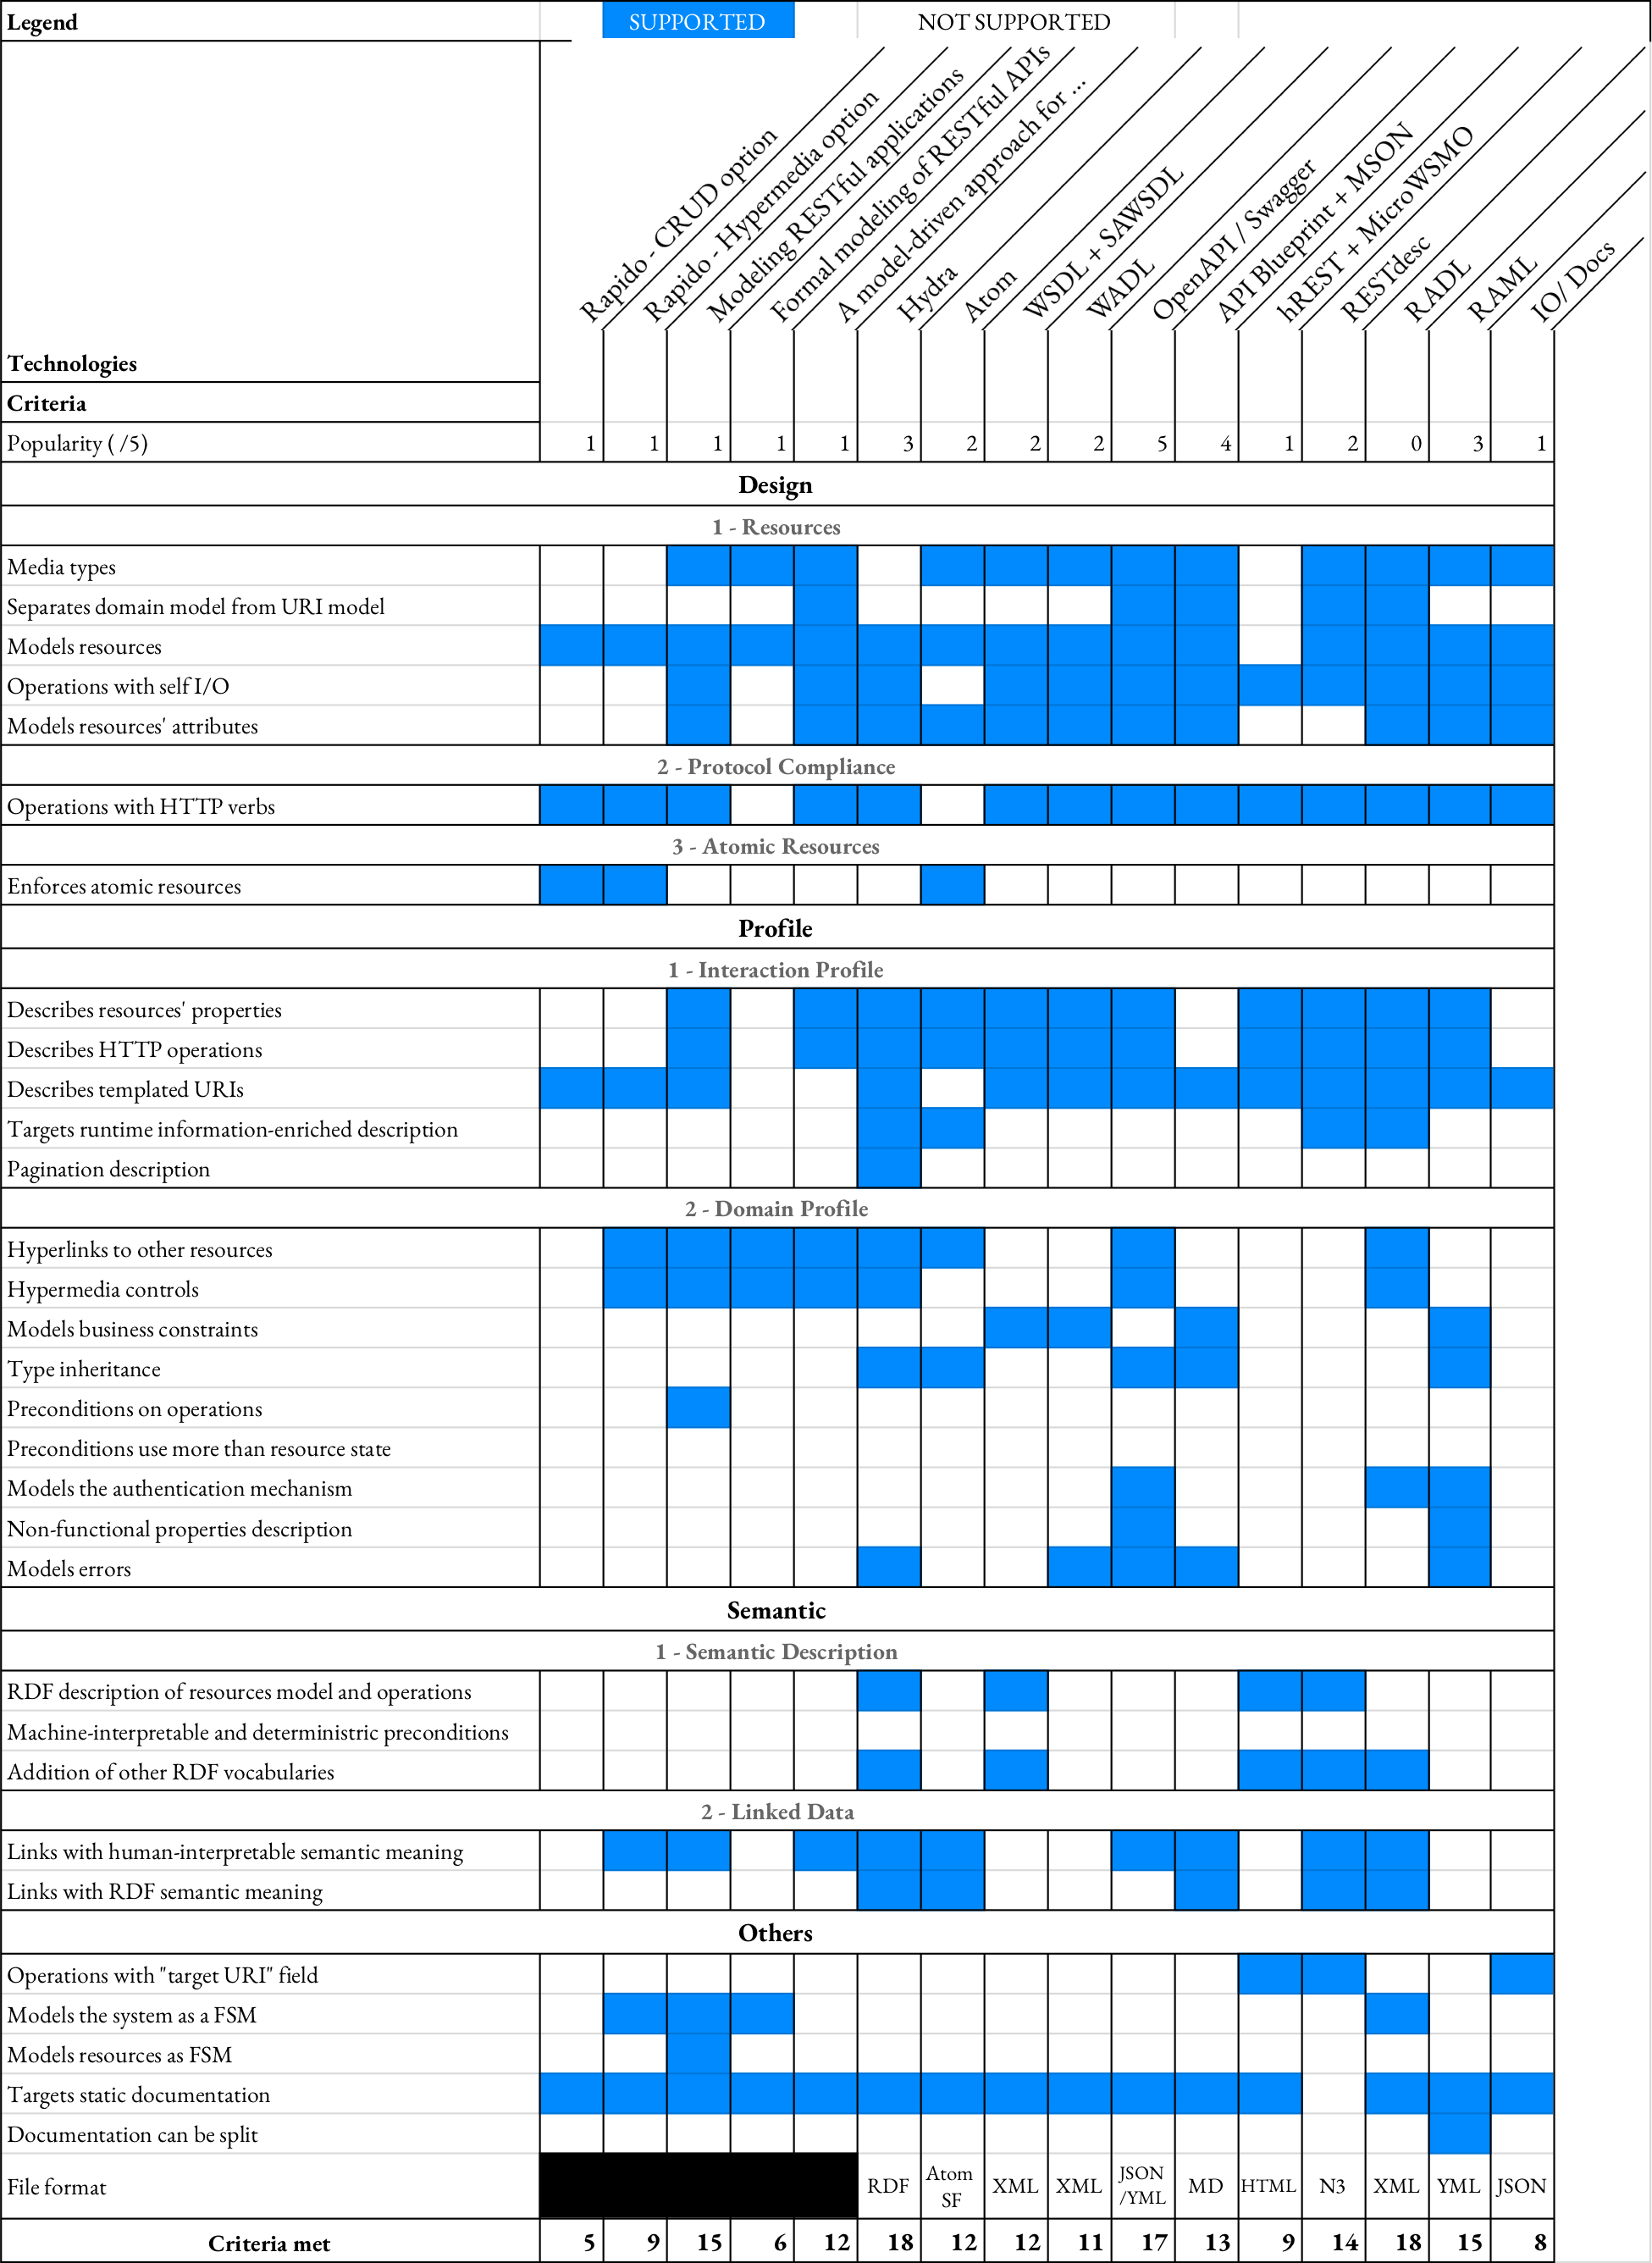 Legend SUPPORTED NOT SUPPORTED
Rapido - CRUD option
Rapido - Hypermedia option
Modeling RESTful applications
Formal modeling of RESTful APIs
A model-driven approach for ...
Hydra
Atom
WSDL + SAWSDL
WADL
OpenAPI / Swagger
API Blueprint + MSON
hREST + MicroWSMO
RESTdesc
RADL
RAML
IO/ Docs
Technologies
Criteria
Popularity ( /5) 1 1 1 1 1 3 2 2 2 5 4 1 2 0 3 1
Design
1 - Resources
Media types
Separates domain model from URI model
Models resources
Operations with self I/O
Models resources' attributes
2 - Protocol Compliance
Operations with HTTP verbs
3 - Atomic Resources
Enforces atomic resources
Profile
1 - Interaction Profile
Describes resources' properties
Describes HTTP operations
Describes templated URIs
Targets runtime information-enriched description
Pagination description
2 - Domain Profile
Hyperlinks to other resources
Hypermedia controls
Models business constraints
Type inheritance
Preconditions on operations
Preconditions use more than resource state
Models the authentication mechanism
Non-functional properties description
Models errors
Semantic
1 - Semantic Description
RDF description of resources model and operations
Machine-interpretable and deterministric preconditions
Addition of other RDF vocabularies
2 - Linked Data
Links with human-interpretable semantic meaning
Links with RDF semantic meaning
Others
Operations with "target URI" field
Models the system as a FSM
Models resources as FSM
Targets static documentation
Documentation can be split
File format RDF Atom SF XML XML JSON /YML MD HTML N3 XML YML JSON
Criteria met 5 9 15 6 12 18 12 12 11 17 13 9 14 18 15 8